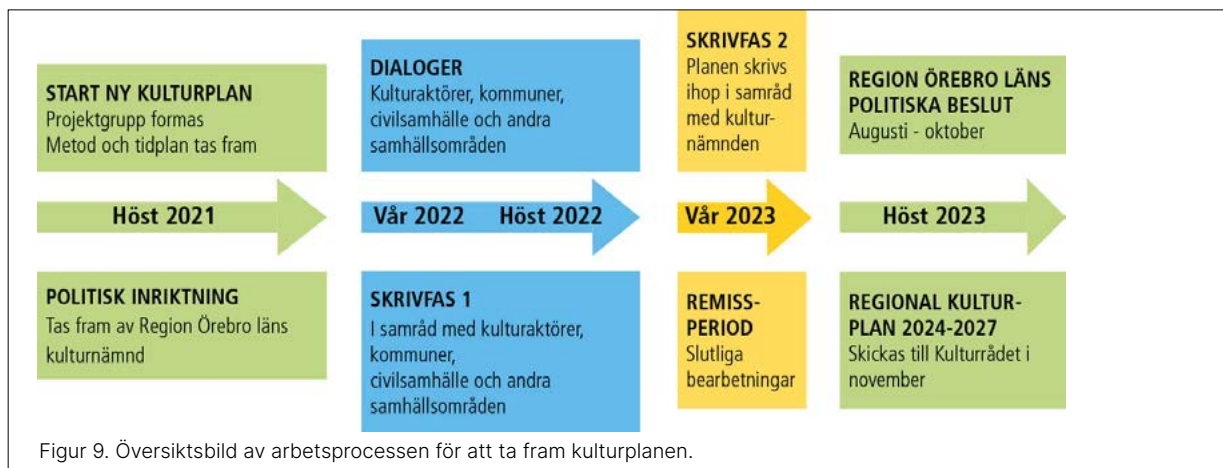 START NY KULTURPLAN
Projektgrupp formas
Metod och tidplan tas fram
Höst 2021
POLITISK INRIKTNING
Tas fram av Region Örebro läns
kulturnämnd
DIALOGER
Kulturaktörer, kommuner,
civilsamhälle och andra
samhällsområden
Vår 2022 Höst 2022
SKRIVFAS 1
I samråd med kulturaktörer,
kommuner,
civilsamhälle och andra
samhällsområden
SKRIVFAS 2
Planen skrivs
ihop i samråd
med kultur-
nämnden
Vår 2023
REMISS-
PERIOD
Slutliga
bearbetningar
REGION ÖREBRO LÄNS
POLITISKA BESLUT
Augusti - oktober
Höst 2023
REGIONAL KULTUR-
PLAN 2024-2027
Skickas till Kulturrådet i
november
Figur 9. Översiktsbild av arbetsprocessen för att ta fram kulturplanen.